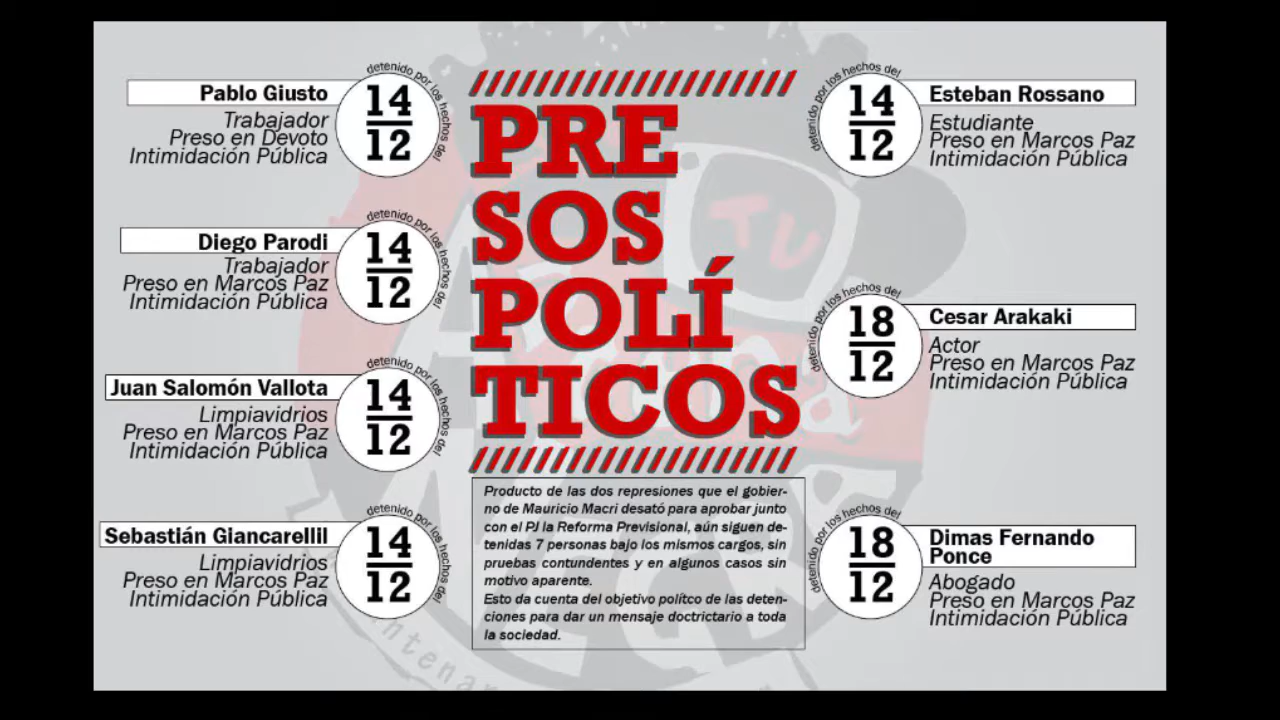 detenido por los hechos del
14
12
Pablo Giusto
Trabajador
Preso en Devoto
Intimidación Pública
detenido por los hechos del
14
12
Diego Parodi
Trabajador
Preso en Marcos Paz
Intimidación Pública
detenido por los hechos del
14
12
Juan Salomón Vallota
Limpiavidrios
Preso en Marcos Paz
Intimidación Pública
detenido por los hechos del
14
12
Sebastián Giancarellil
Limpiavidrios
Preso en Marcos Paz
Intimidación Pública
PRE
SOS
POLÍ
TICOS
TV
Producto de las dos represiones que el gobier-
no de Mauricio Macri desató para aprobar junto
con el PJ la Reforma Previsional, aún siguen de-
tenidas 7 personas bajo los mismos cargos, sin
pruebas contundentes y en algunos casos sin
motivo aparente.
Esto da cuenta del objetivo polítco de las deten-
ciones para dar un mensaje doctrictario a toda
la sociedad.
detenido por los hechos del
14
12
Esteban Rossano
Estudiante
Preso en Marcos Paz
Intimidación Pública
detenido por los hechos del
18
12
Cesar Arakaki
Actor
Preso en Marcos Paz
Intimidación Pública
detenido por los hechos del
18
12
Dimas Fernando
Ponce
Abogado
Preso en Marcos Paz
Intimidación Pública